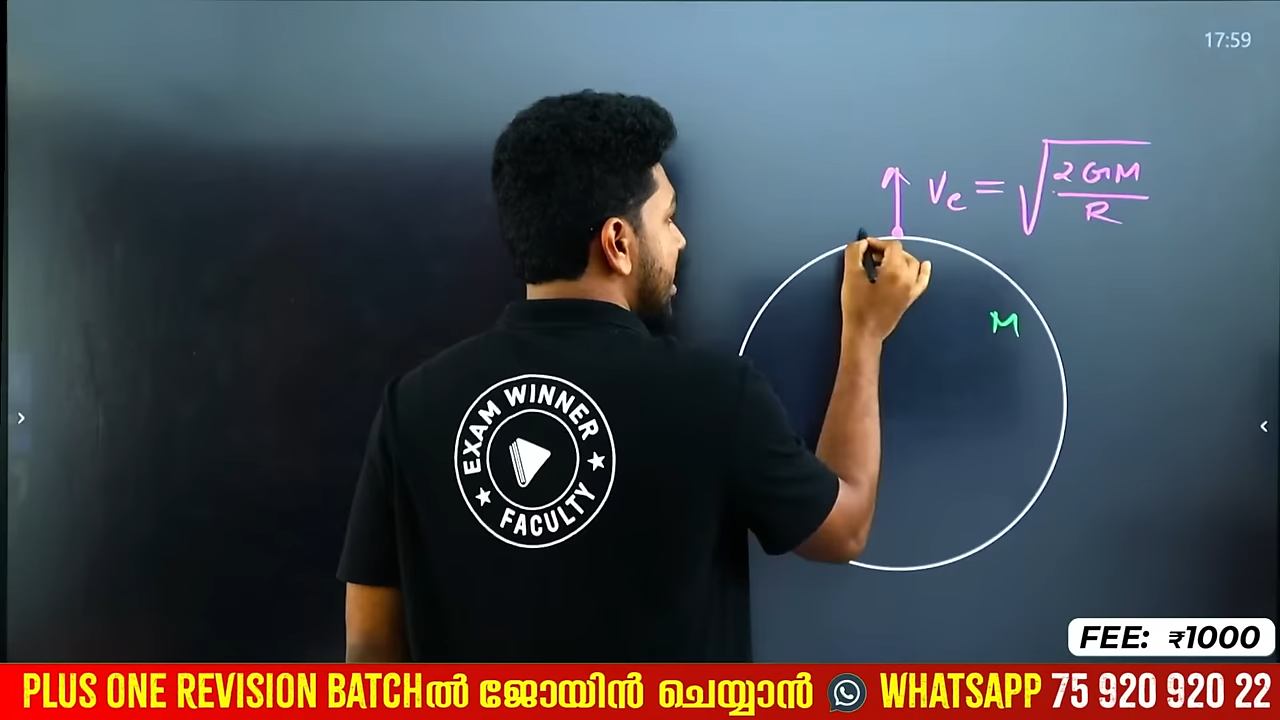 17:59
Ve = √(2GM/R)
M
EXAM WINNER
FACULTY
FEE: ₹1000
PLUS ONE REVISION BATCHൽ ജോയിൻ ചെയ്യാൻ WHATSAPP 75 920 920 22